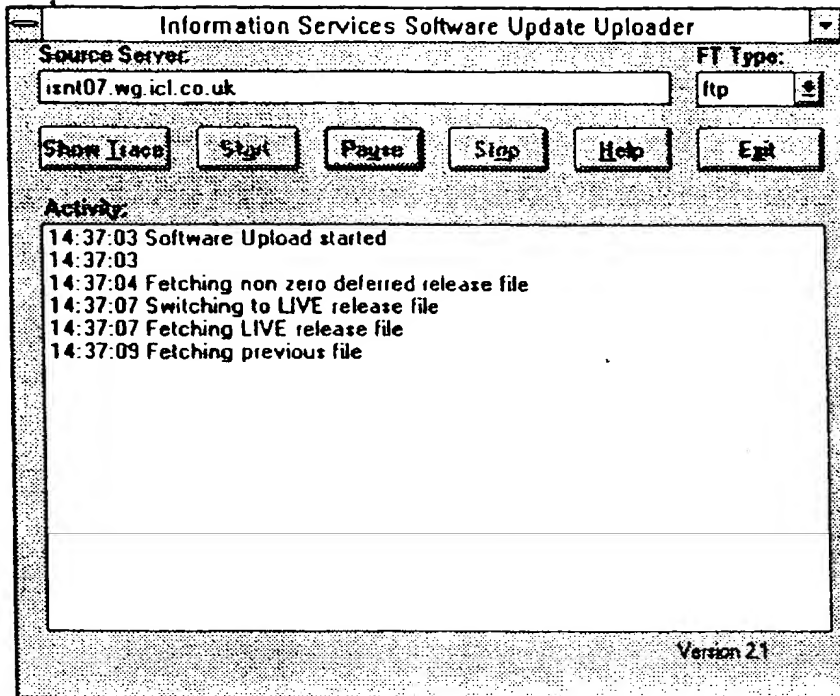 Information Services Software Update Uploader
Source Server:
FT Type:
isnt07.wg.icl.co.uk
ftp
Show Trace
Start
Pause
Stop
Help
Exit
Activity:
14:37:03 Software Upload started
14:37:03
14:37:04 Fetching non zero deferred release file
14:37:07 Switching to LIVE release file
14:37:07 Fetching LIVE release file
14:37:09 Fetching previous file
Version 2.1